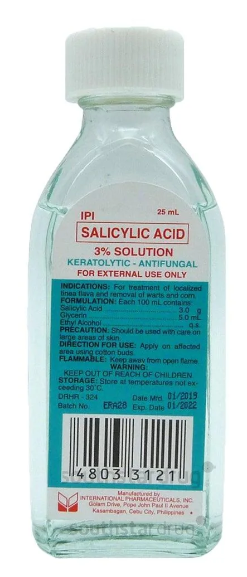 IPI 25 mL
SALICYLIC ACID
3% SOLUTION
KERATOLYTIC - ANTIFUNGAL
FOR EXTERNAL USE ONLY
INDICATIONS: For treatment of localized
linea flava and removal of warts and corn.
FORMULATION: Each 100 mL contains:
Salicylic Acid 3.0 g
Glycerin 5.0 mL
Ethyl Alcohol q.s.
PRECAUTION: Should be used with care on
large areas of skin.
DIRECTION FOR USE: Apply on affected
area using cotton buds.
FLAMMABLE: Keep away from open flame.
WARNING:
KEEP OUT OF REACH OF CHILDREN.
STORAGE: Store at temperatures not ex-
ceeding 30°C.
DRHR - 324 Date Mfd. 01/2019
Batch No. ERA28 Exp. Date 01/2022
4803 3121
Manufactured by
INTERNATIONAL PHARMACEUTICALS, INC.
Golam Drive, Pope John Paul II Avenue
Kasambagan, Cebu City, Philippines
southstardrug